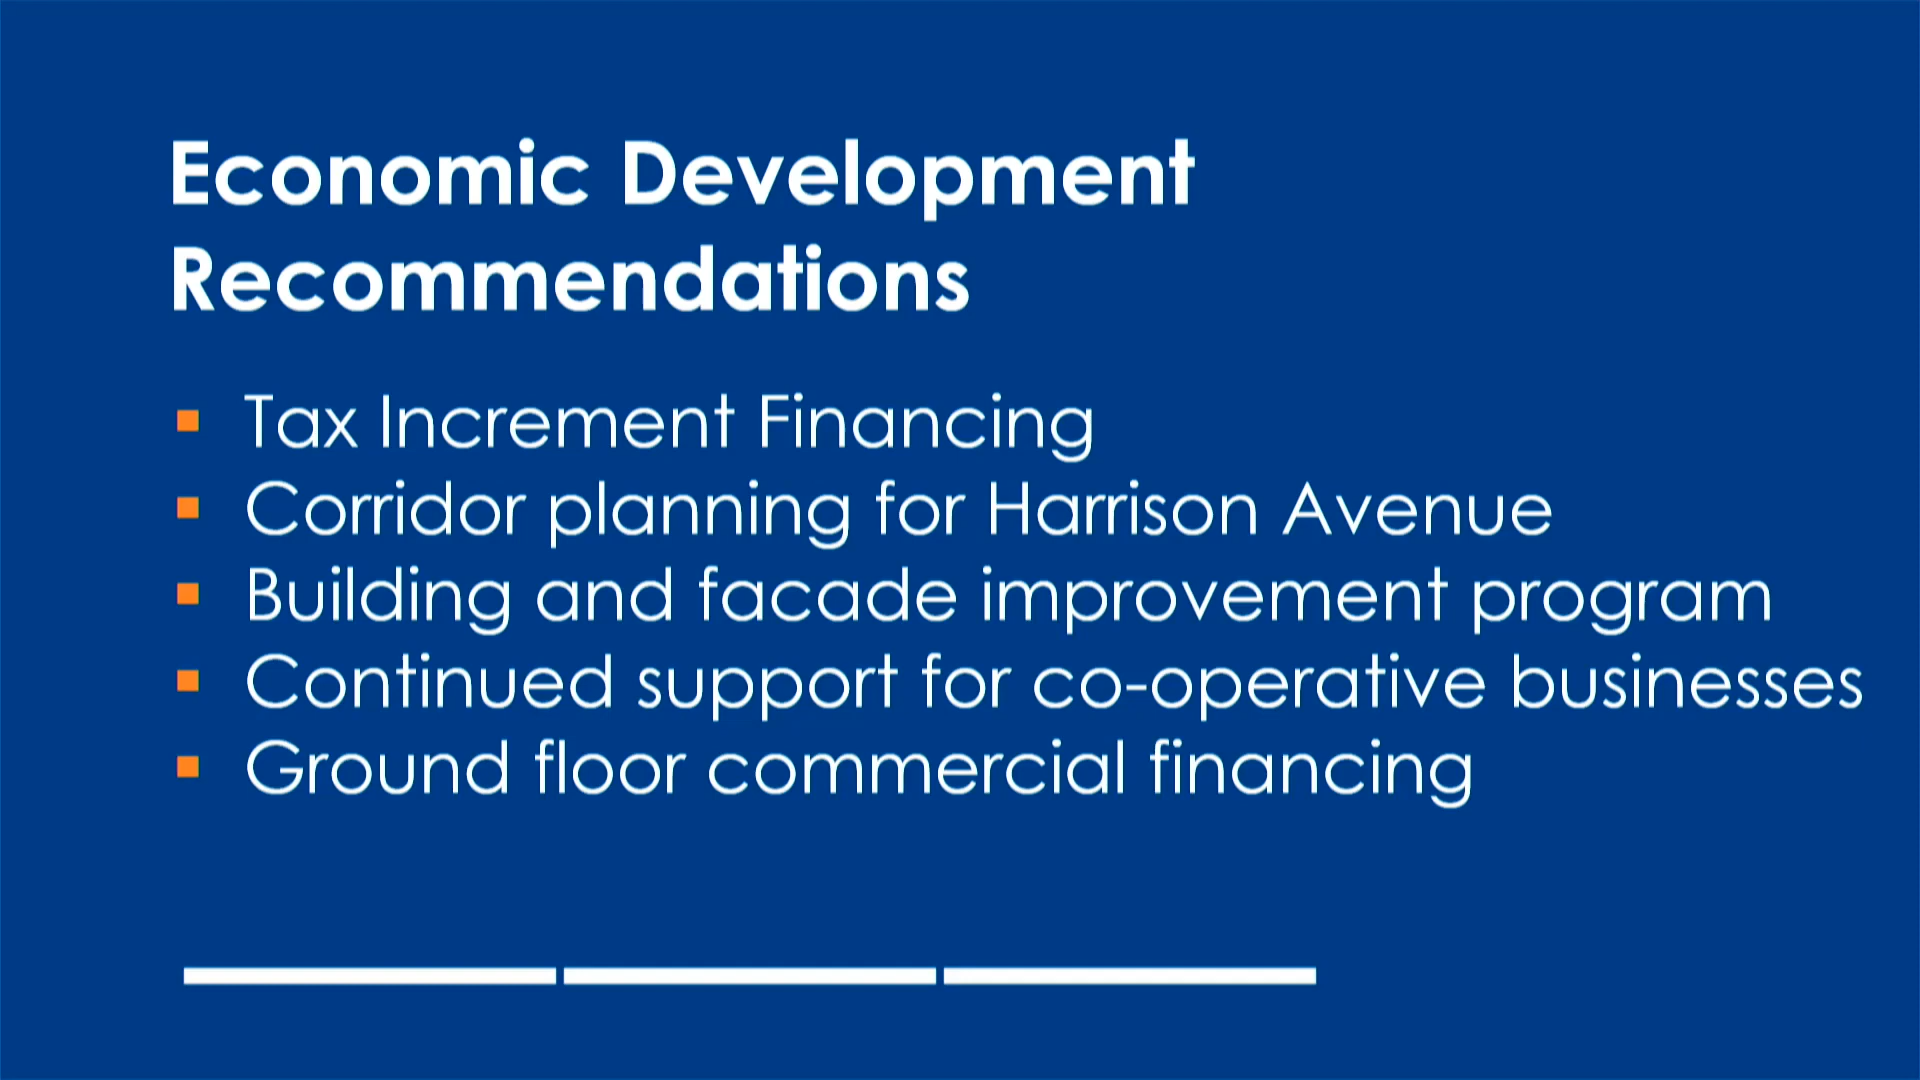 Economic Development
Recommendations
▪ Tax Increment Financing
▪ Corridor planning for Harrison Avenue
▪ Building and facade improvement program
▪ Continued support for co-operative businesses
▪ Ground floor commercial financing